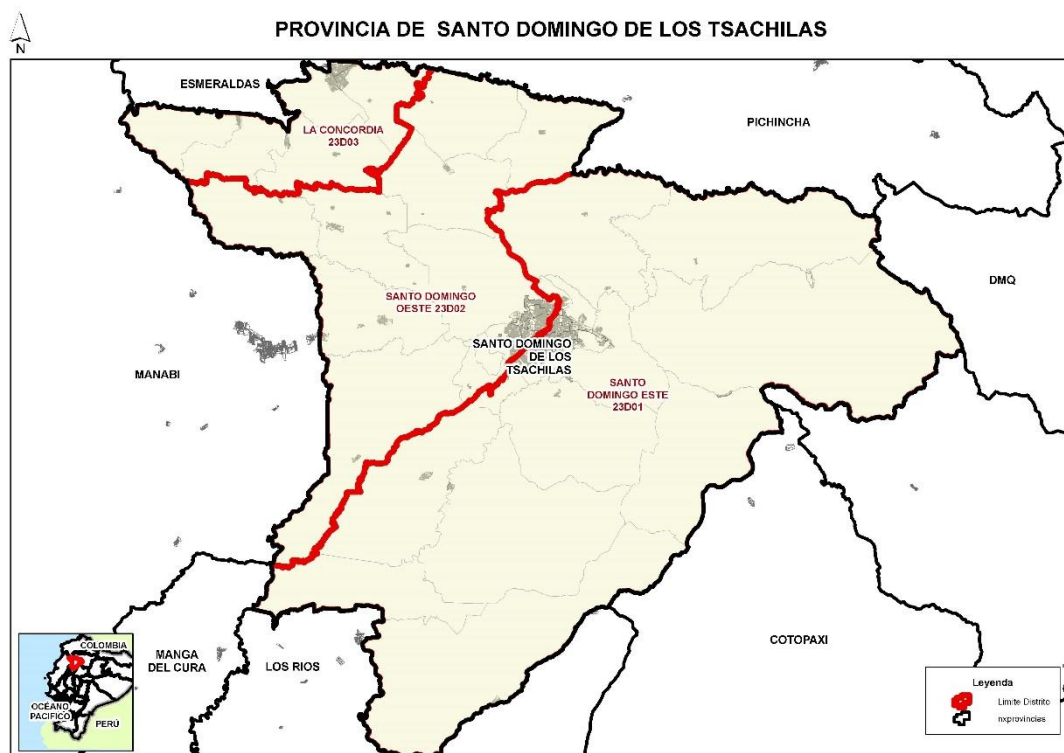 PROVINCIA DE SANTO DOMINGO DE LOS TSACHILAS
N
ESMERALDAS
LA CONCORDIA
23D03
PICHINCHA
DMQ
SANTO DOMINGO
OESTE 23D02
SANTO DOMINGO
DE LOS
TSACHILAS
MANABI
SANTO
DOMINGO ESTE
23D01
MANGA
DEL CURA
LOS RIOS
COTOPAXI
COLOMBIA
OCÉANO
PACIFICO
PERÚ
Leyenda
Limite Distrito
nxprovincias